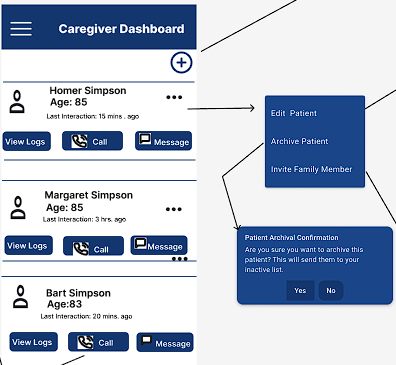 Caregiver Dashboard
Homer Simpson
Age: 85
Last Interaction: 15 mins . ago
View Logs
Call
Message
Margaret Simpson
Age: 85
Last Interaction: 3 hrs. ago
View Logs
Call
Message
Bart Simpson
Age:83
Last Interaction: 20 mins. ago
View Logs
Call
Message
Edit Patient
Archive Patient
Invite Family Member
Patient Archival Confirmation
Are you sure you want to archive this
patient? This will send them to your
inactive list.
Yes
No